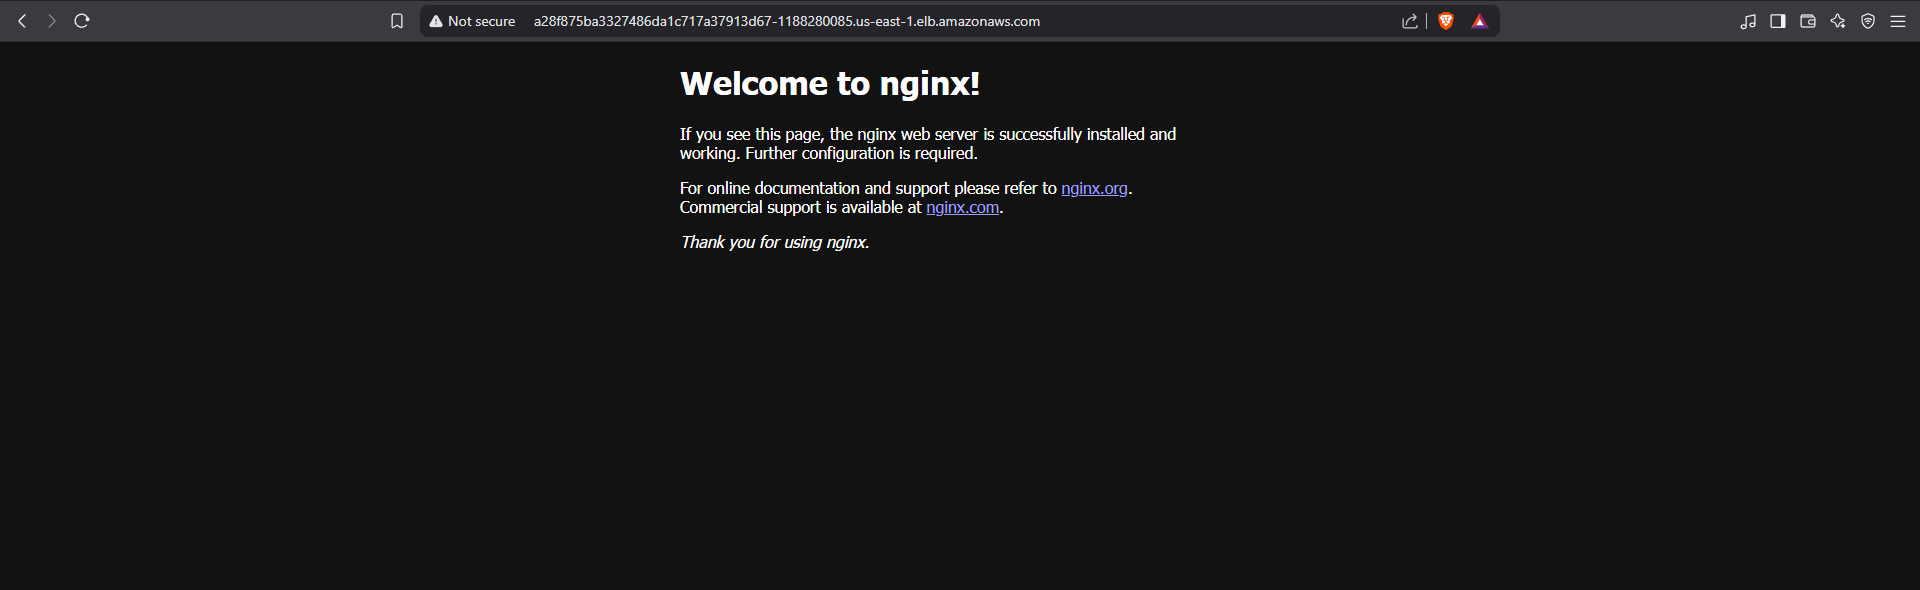 Not secure a28f875ba3327486da1c717a37913d67-1188280085.us-east-1.elb.amazonaws.com
Welcome to nginx!
If you see this page, the nginx web server is successfully installed and
working. Further configuration is required.
For online documentation and support please refer to nginx.org.
Commercial support is available at nginx.com.
Thank you for using nginx.